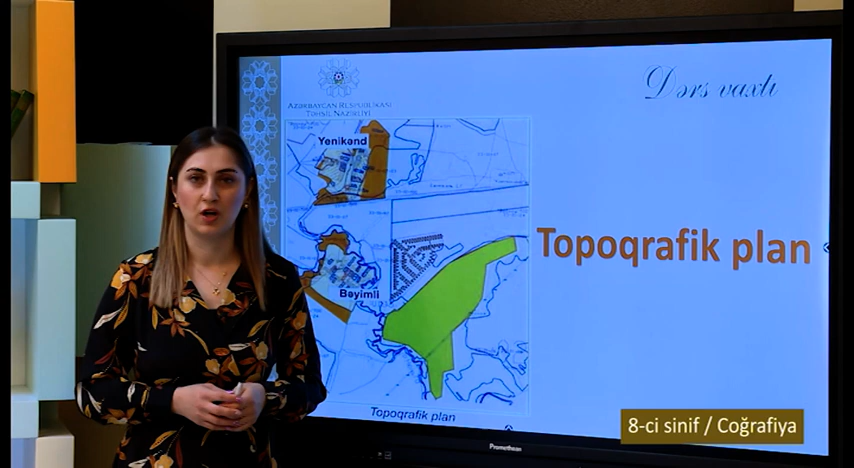 Dərs vaxtı
AZƏRBAYCAN RESPUBLİKASI
TƏHSİL NAZİRLİYİ
Yenikənd
Topoqrafik plan
Bəyimli
Topoqrafik plan
8-ci sinif / Coğrafiya
Promethean